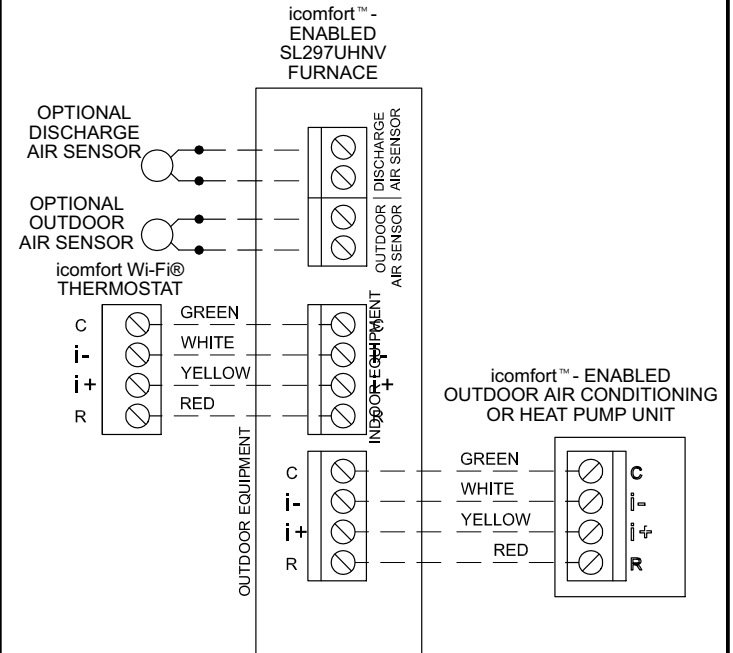 icomfort™-
ENABLED
SL297UHNV
FURNACE
OPTIONAL
DISCHARGE
AIR SENSOR
DISCHARGE
AIR SENSOR
OPTIONAL
OUTDOOR
AIR SENSOR
OUTDOOR
AIR SENSOR
icomfort Wi-Fi®
THERMOSTAT
INDOOR EQUIPMENT
C GREEN C
i- WHITE i-
i+ YELLOW i+
R RED R
icomfort™- ENABLED
OUTDOOR AIR CONDITIONING
OR HEAT PUMP UNIT
OUTDOOR EQUIPMENT
C GREEN C
i- WHITE i-
i+ YELLOW i+
R RED R